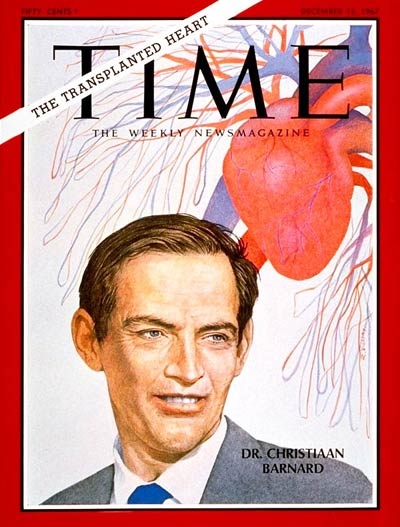 FIFTY CENTS
DECEMBER 15, 1967
THE TRANSPLANTED HEART
TIME
THE WEEKLY NEWSMAGAZINE
DR. CHRISTIAAN
BARNARD